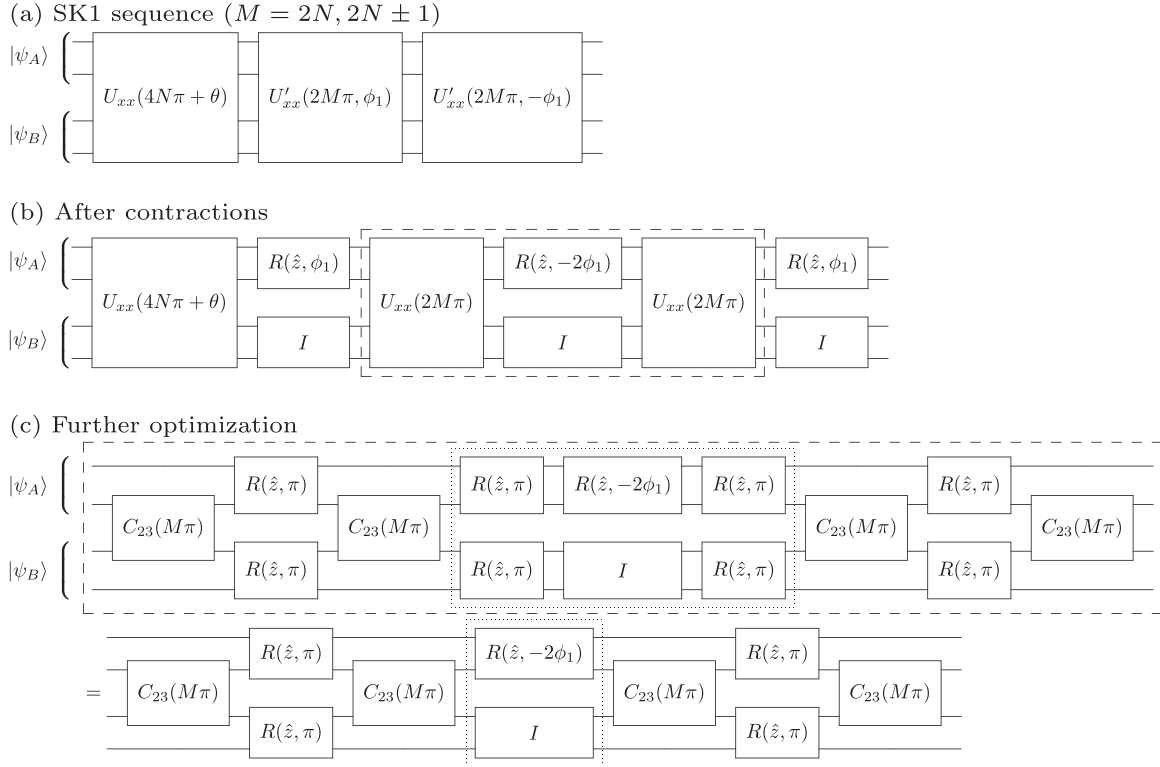 (a) SK1 sequence (M = 2N, 2N ± 1)
|ψ_A⟩
U_xx(4Nπ + θ) U′_xx(2Mπ, ϕ_1) U′_xx(2Mπ, −ϕ_1)
|ψ_B⟩
(b) After contractions
|ψ_A⟩ R(ẑ, ϕ_1) R(ẑ, −2ϕ_1) R(ẑ, ϕ_1)
U_xx(4Nπ + θ) U_xx(2Mπ) U_xx(2Mπ)
|ψ_B⟩ I I I
(c) Further optimization
|ψ_A⟩ R(ẑ, π) R(ẑ, π) R(ẑ, −2ϕ_1) R(ẑ, π) R(ẑ, π)
C_23(Mπ) C_23(Mπ) C_23(Mπ) C_23(Mπ)
|ψ_B⟩ R(ẑ, π) R(ẑ, π) I R(ẑ, π) R(ẑ, π)
R(ẑ, π) R(ẑ, −2ϕ_1) R(ẑ, π)
= C_23(Mπ) C_23(Mπ) C_23(Mπ) C_23(Mπ)
R(ẑ, π) I R(ẑ, π)